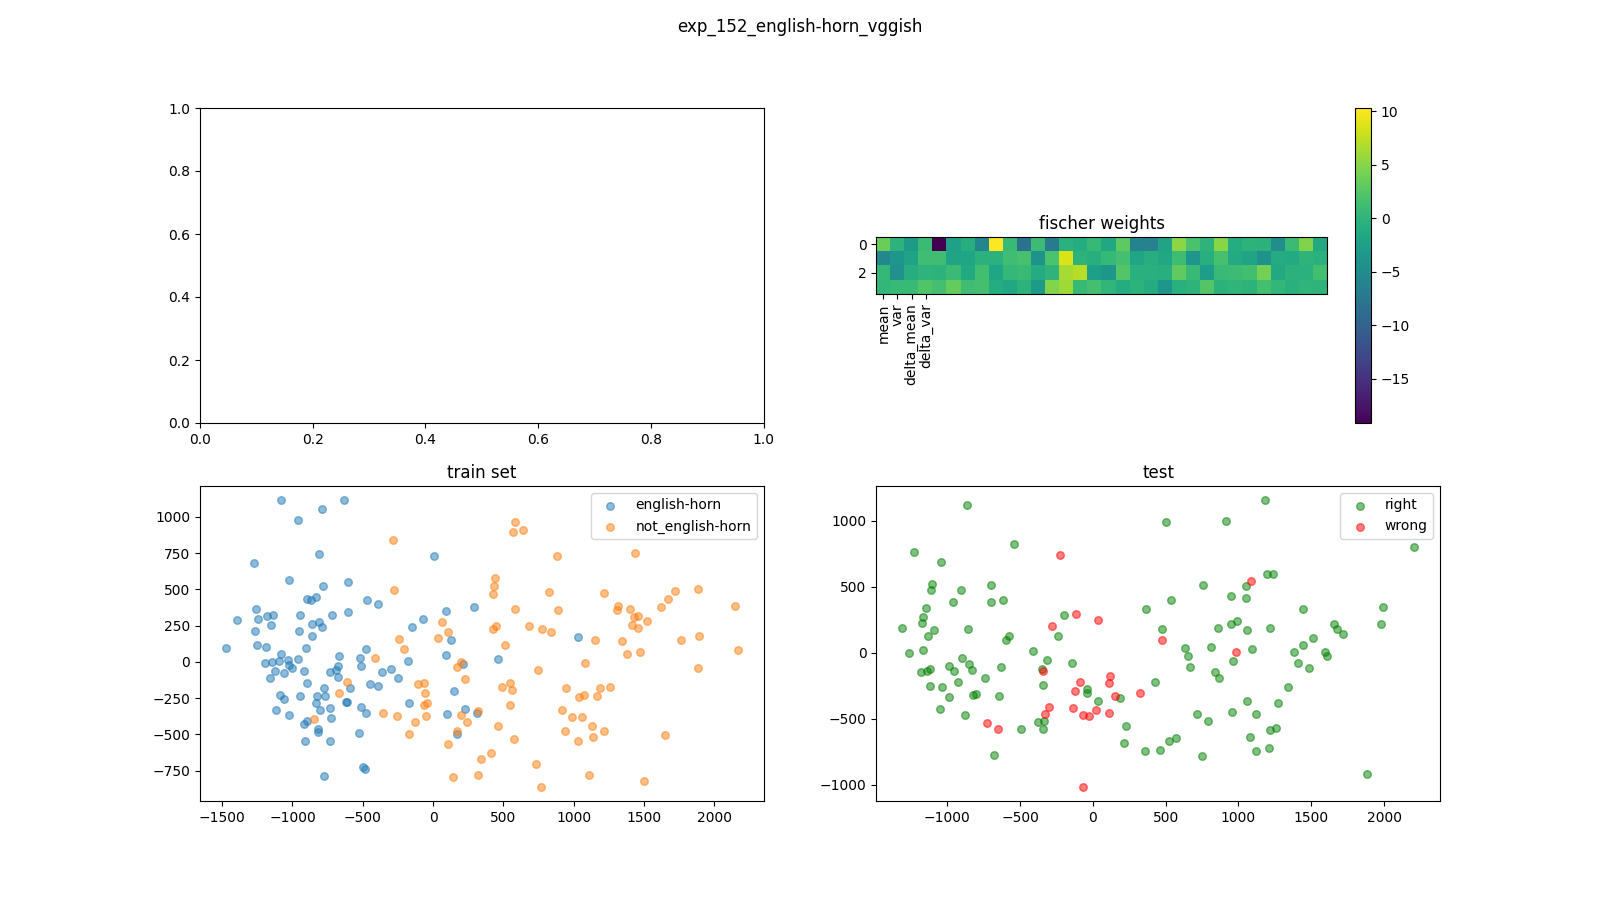 exp_152_english-horn_vggish
1.0
0.8
0.6
0.4
0.2
0.0
0.0 0.2 0.4 0.6 0.8 1.0
fischer weights
0
2
mean
var
delta_mean
delta_var
10
5
0
−5
−10
−15
train set
english-horn
not_english-horn
1000
750
500
250
0
−250
−500
−750
−1500 −1000 −500 0 500 1000 1500 2000
test
right
wrong
1000
500
0
−500
−1000
−1000 −500 0 500 1000 1500 2000